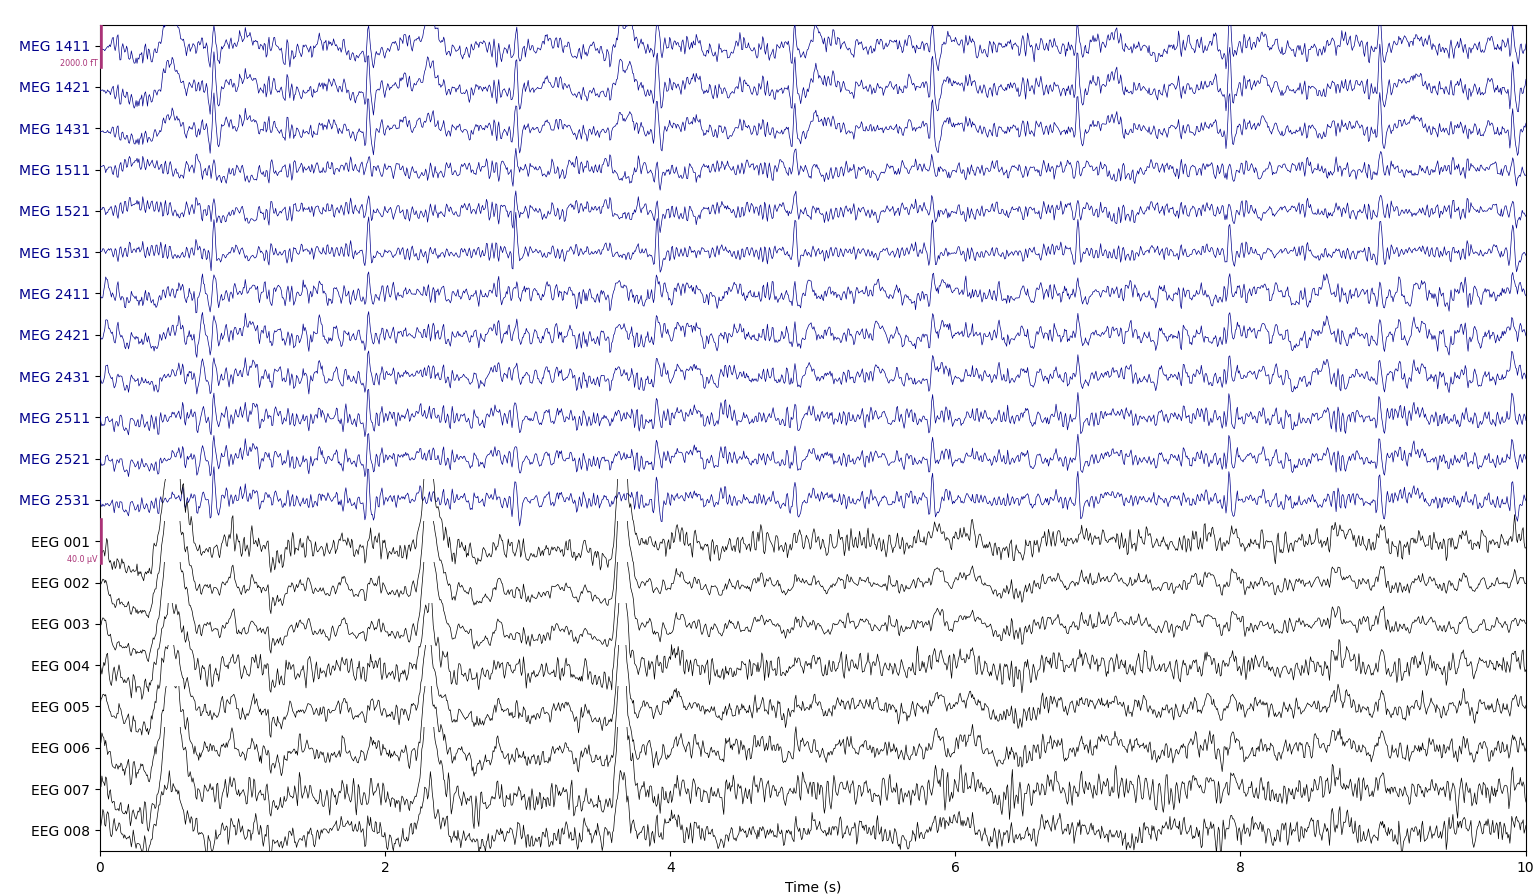 MEG 1411
2000.0 fT
MEG 1421
MEG 1431
MEG 1511
MEG 1521
MEG 1531
MEG 2411
MEG 2421
MEG 2431
MEG 2511
MEG 2521
MEG 2531
EEG 001
40.0 µV
EEG 002
EEG 003
EEG 004
EEG 005
EEG 006
EEG 007
EEG 008
0 2 4 6 8 10
Time (s)